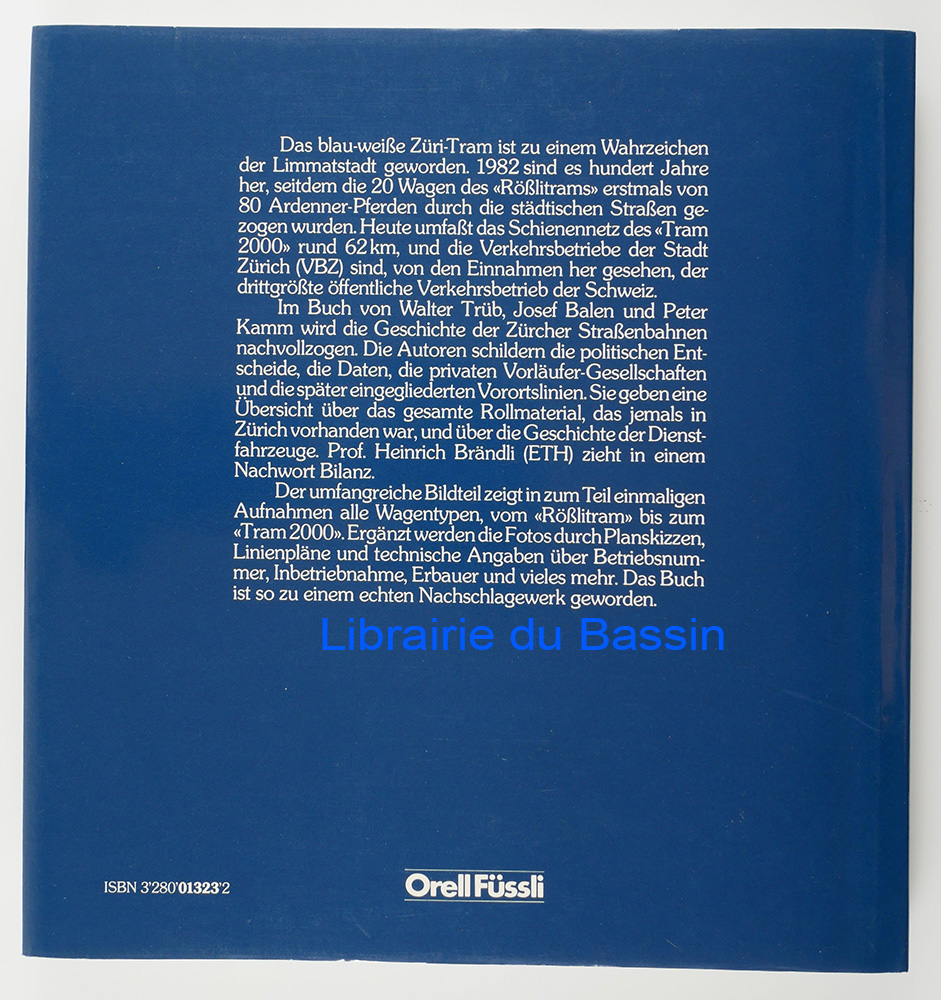 Das blau-weiße Züri-Tram ist zu einem Wahrzeichen
der Limmatstadt geworden. 1982 sind es hundert Jahre
her, seitdem die 20 Wagen des «Rößlitrams» erstmals von
80 Ardenner-Pferden durch die städtischen Straßen ge-
zogen wurden. Heute umfaßt das Schienennetz des «Tram
2000» rund 62 km, und die Verkehrsbetriebe der Stadt
Zürich (VBZ) sind, von den Einnahmen her gesehen, der
drittgrößte öffentliche Verkehrsbetrieb der Schweiz.
Im Buch von Walter Trüb, Josef Balen und Peter
Kamm wird die Geschichte der Zürcher Straßenbahnen
nachvollzogen. Die Autoren schildern die politischen Ent-
scheide, die Daten, die privaten Vorläufer-Gesellschaften
und die später eingegliederten Vorortslinien. Sie geben eine
Übersicht über das gesamte Rollmaterial, das jemals in
Zürich vorhanden war, und über die Geschichte der Dienst-
fahrzeuge. Prof. Heinrich Brändli (ETH) zieht in einem
Nachwort Bilanz.
Der umfangreiche Bildteil zeigt in zum Teil einmaligen
Aufnahmen alle Wagentypen, vom «Rößlitram» bis zum
«Tram 2000». Ergänzt werden die Fotos durch Planskizzen,
Linienpläne und technische Angaben über Betriebsnum-
mer, Inbetriebnahme, Erbauer und vieles mehr. Das Buch
ist so zu einem echten Nachschlagewerk geworden.
Librairie du Bassin
ISBN 3'280'01323'2
Orell Füssli